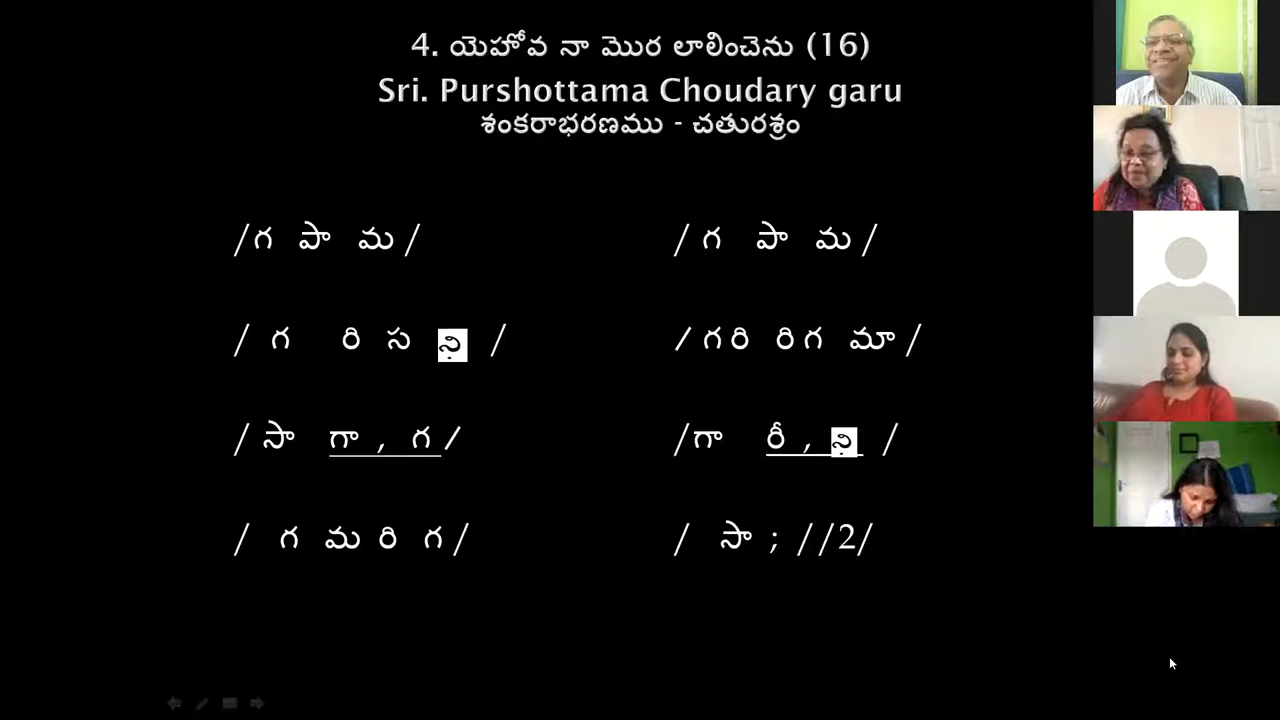 4. యెహోవ నా మొర లాలించెను (16)
Sri. Purshottama Choudary garu
శంకరాభరణము - చతురశ్రం
/గ పా మ / / గ పా మ /
/ గ రి స ని / / గరి రిగ మా /
/ సా గా , గ / /గా రీ , ని /
/ గ మ రి గ/ / సా ; //2/